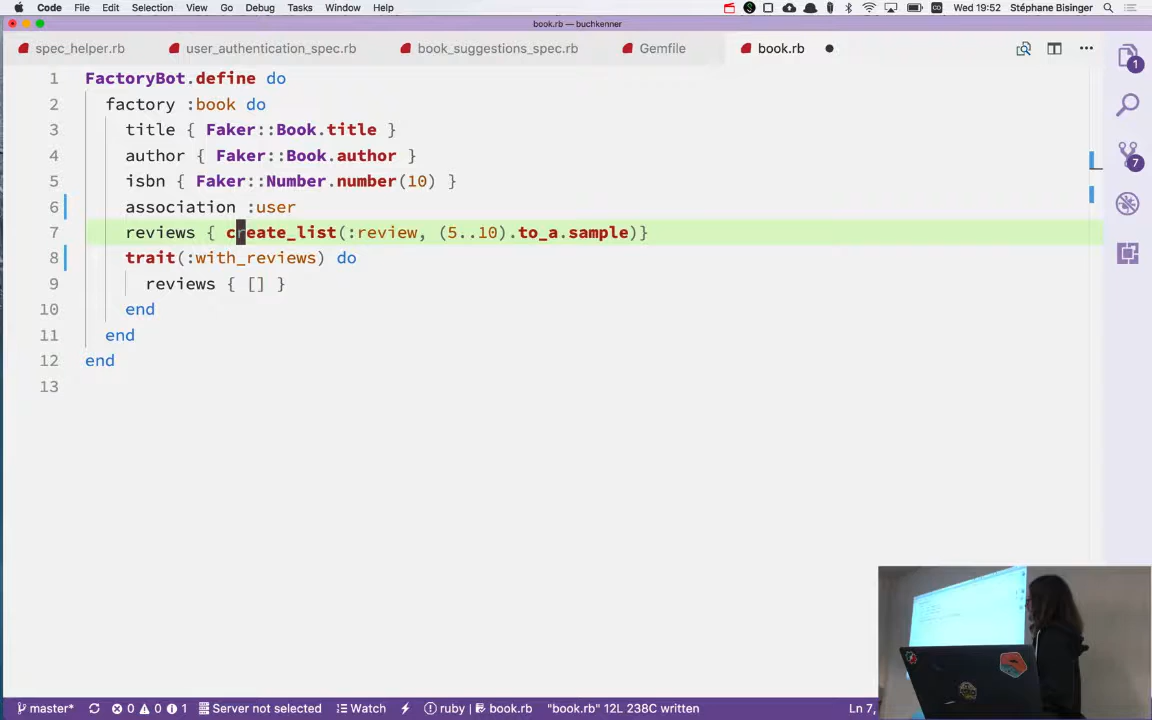 Code File Edit Selection View Go Debug Tasks Window Help Wed 19:52 Stéphane Bisinger
book.rb — buchkenner
spec_helper.rb user_authentication_spec.rb book_suggestions_spec.rb Gemfile book.rb
1 FactoryBot.define do
2 factory :book do
3 title { Faker::Book.title }
4 author { Faker::Book.author }
5 isbn { Faker::Number.number(10) }
6 association :user
7 reviews { create_list(:review, (5..10).to_a.sample)}
8 trait(:with_reviews) do
9 reviews { [] }
10 end
11 end
12 end
13
1
7
master* 0 0 1 Server not selected Watch ruby | book.rb "book.rb" 12L 238C written Ln 7,